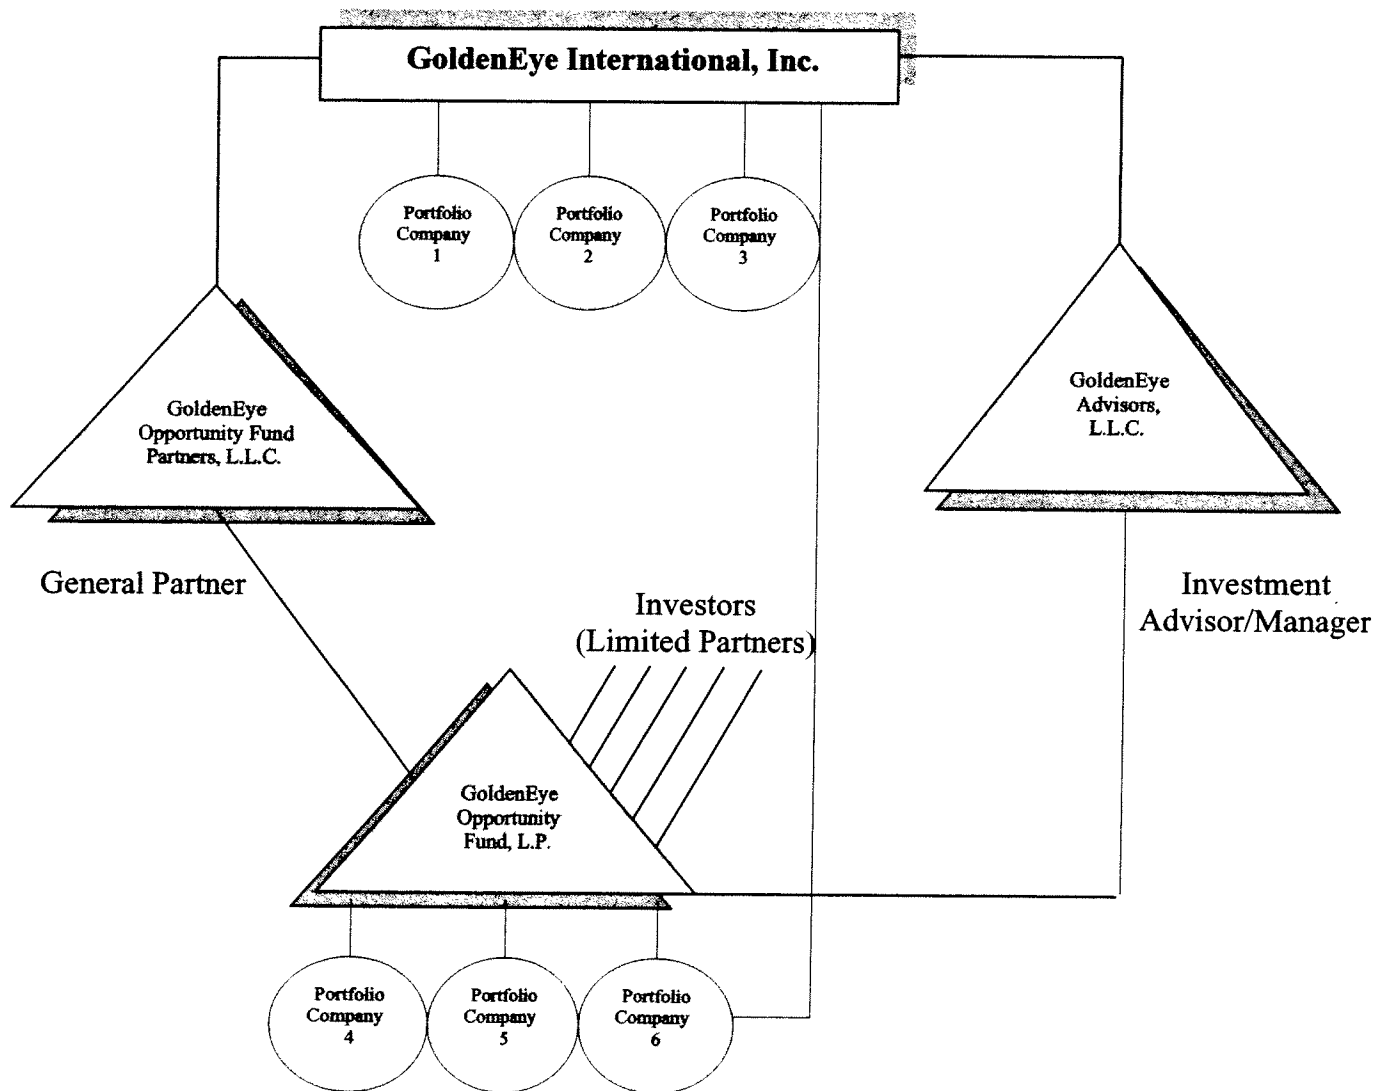 GoldenEye International, Inc.
Portfolio
Company
1
Portfolio
Company
2
Portfolio
Company
3
GoldenEye
Opportunity Fund
Partners, L.L.C.
GoldenEye
Advisors,
L.L.C.
General Partner
Investors
(Limited Partners)
Investment
Advisor/Manager
GoldenEye
Opportunity
Fund, L.P.
Portfolio
Company
4
Portfolio
Company
5
Portfolio
Company
6